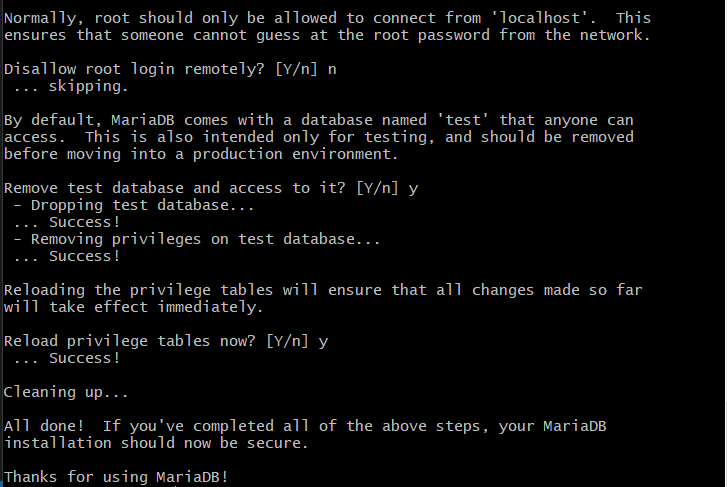 Normally, root should only be allowed to connect from 'localhost'.  This
ensures that someone cannot guess at the root password from the network.
Disallow root login remotely? [Y/n] n
 ... skipping.
By default, MariaDB comes with a database named 'test' that anyone can
access.  This is also intended only for testing, and should be removed
before moving into a production environment.
Remove test database and access to it? [Y/n] y
 - Dropping test database...
 ... Success!
 - Removing privileges on test database...
 ... Success!
Reloading the privilege tables will ensure that all changes made so far
will take effect immediately.
Reload privilege tables now? [Y/n] y
 ... Success!
Cleaning up...
All done!  If you've completed all of the above steps, your MariaDB
installation should now be secure.
Thanks for using MariaDB!